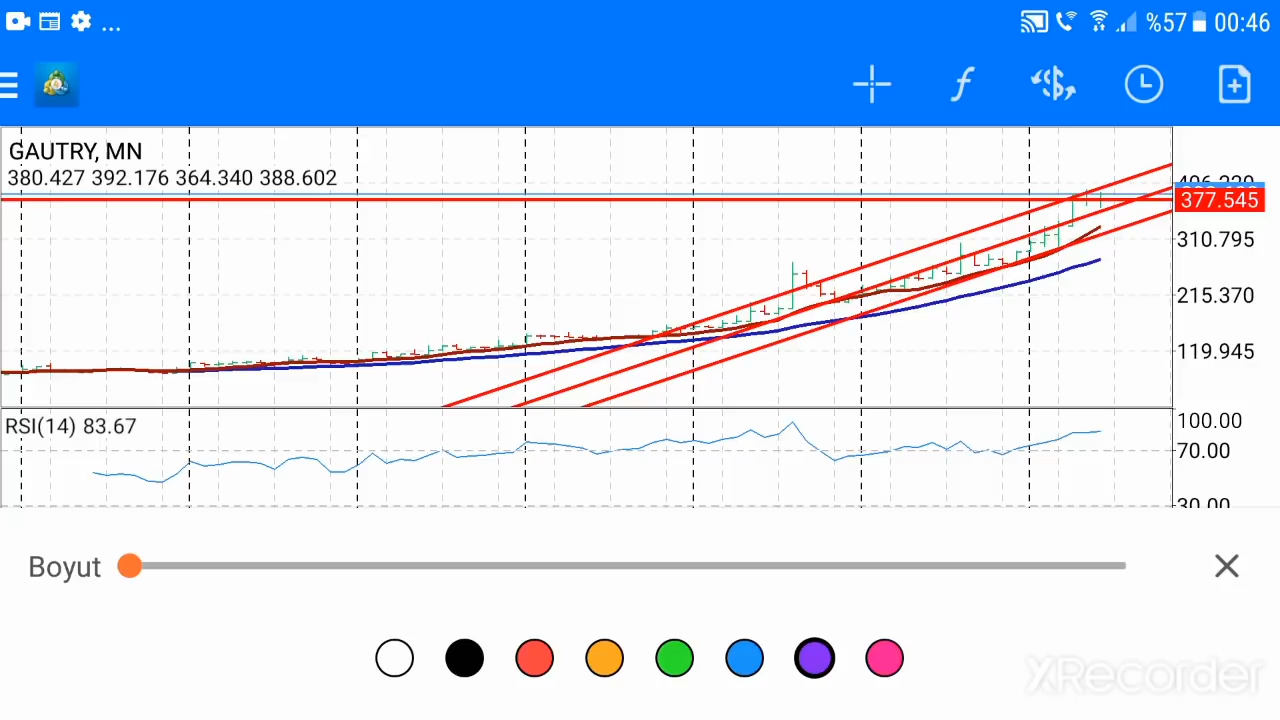 ... %57 00:46
f $
GAUTRY, MN
380.427 392.176 364.340 388.602
377.545
310.795
215.370
119.945
RSI(14) 83.67
100.00
70.00
30.00
Boyut
XRecorder